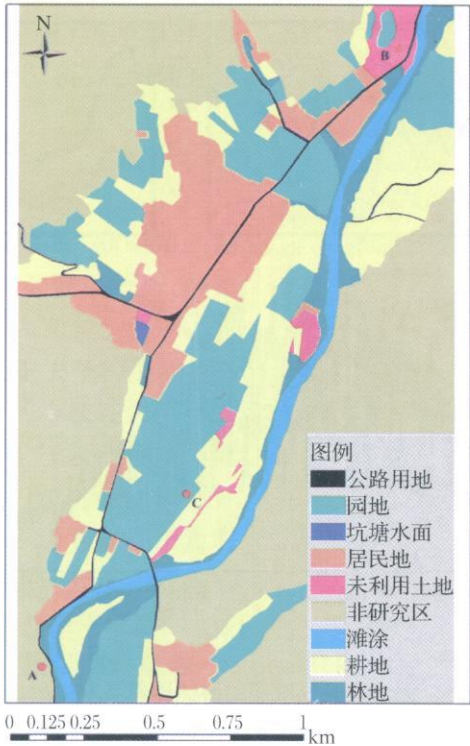 N
B
C
A
图例
公路用地
园地
坑塘水面
居民地
未利用土地
非研究区
滩涂
耕地
林地
0 0.125 0.25 0.5 0.75 1
km